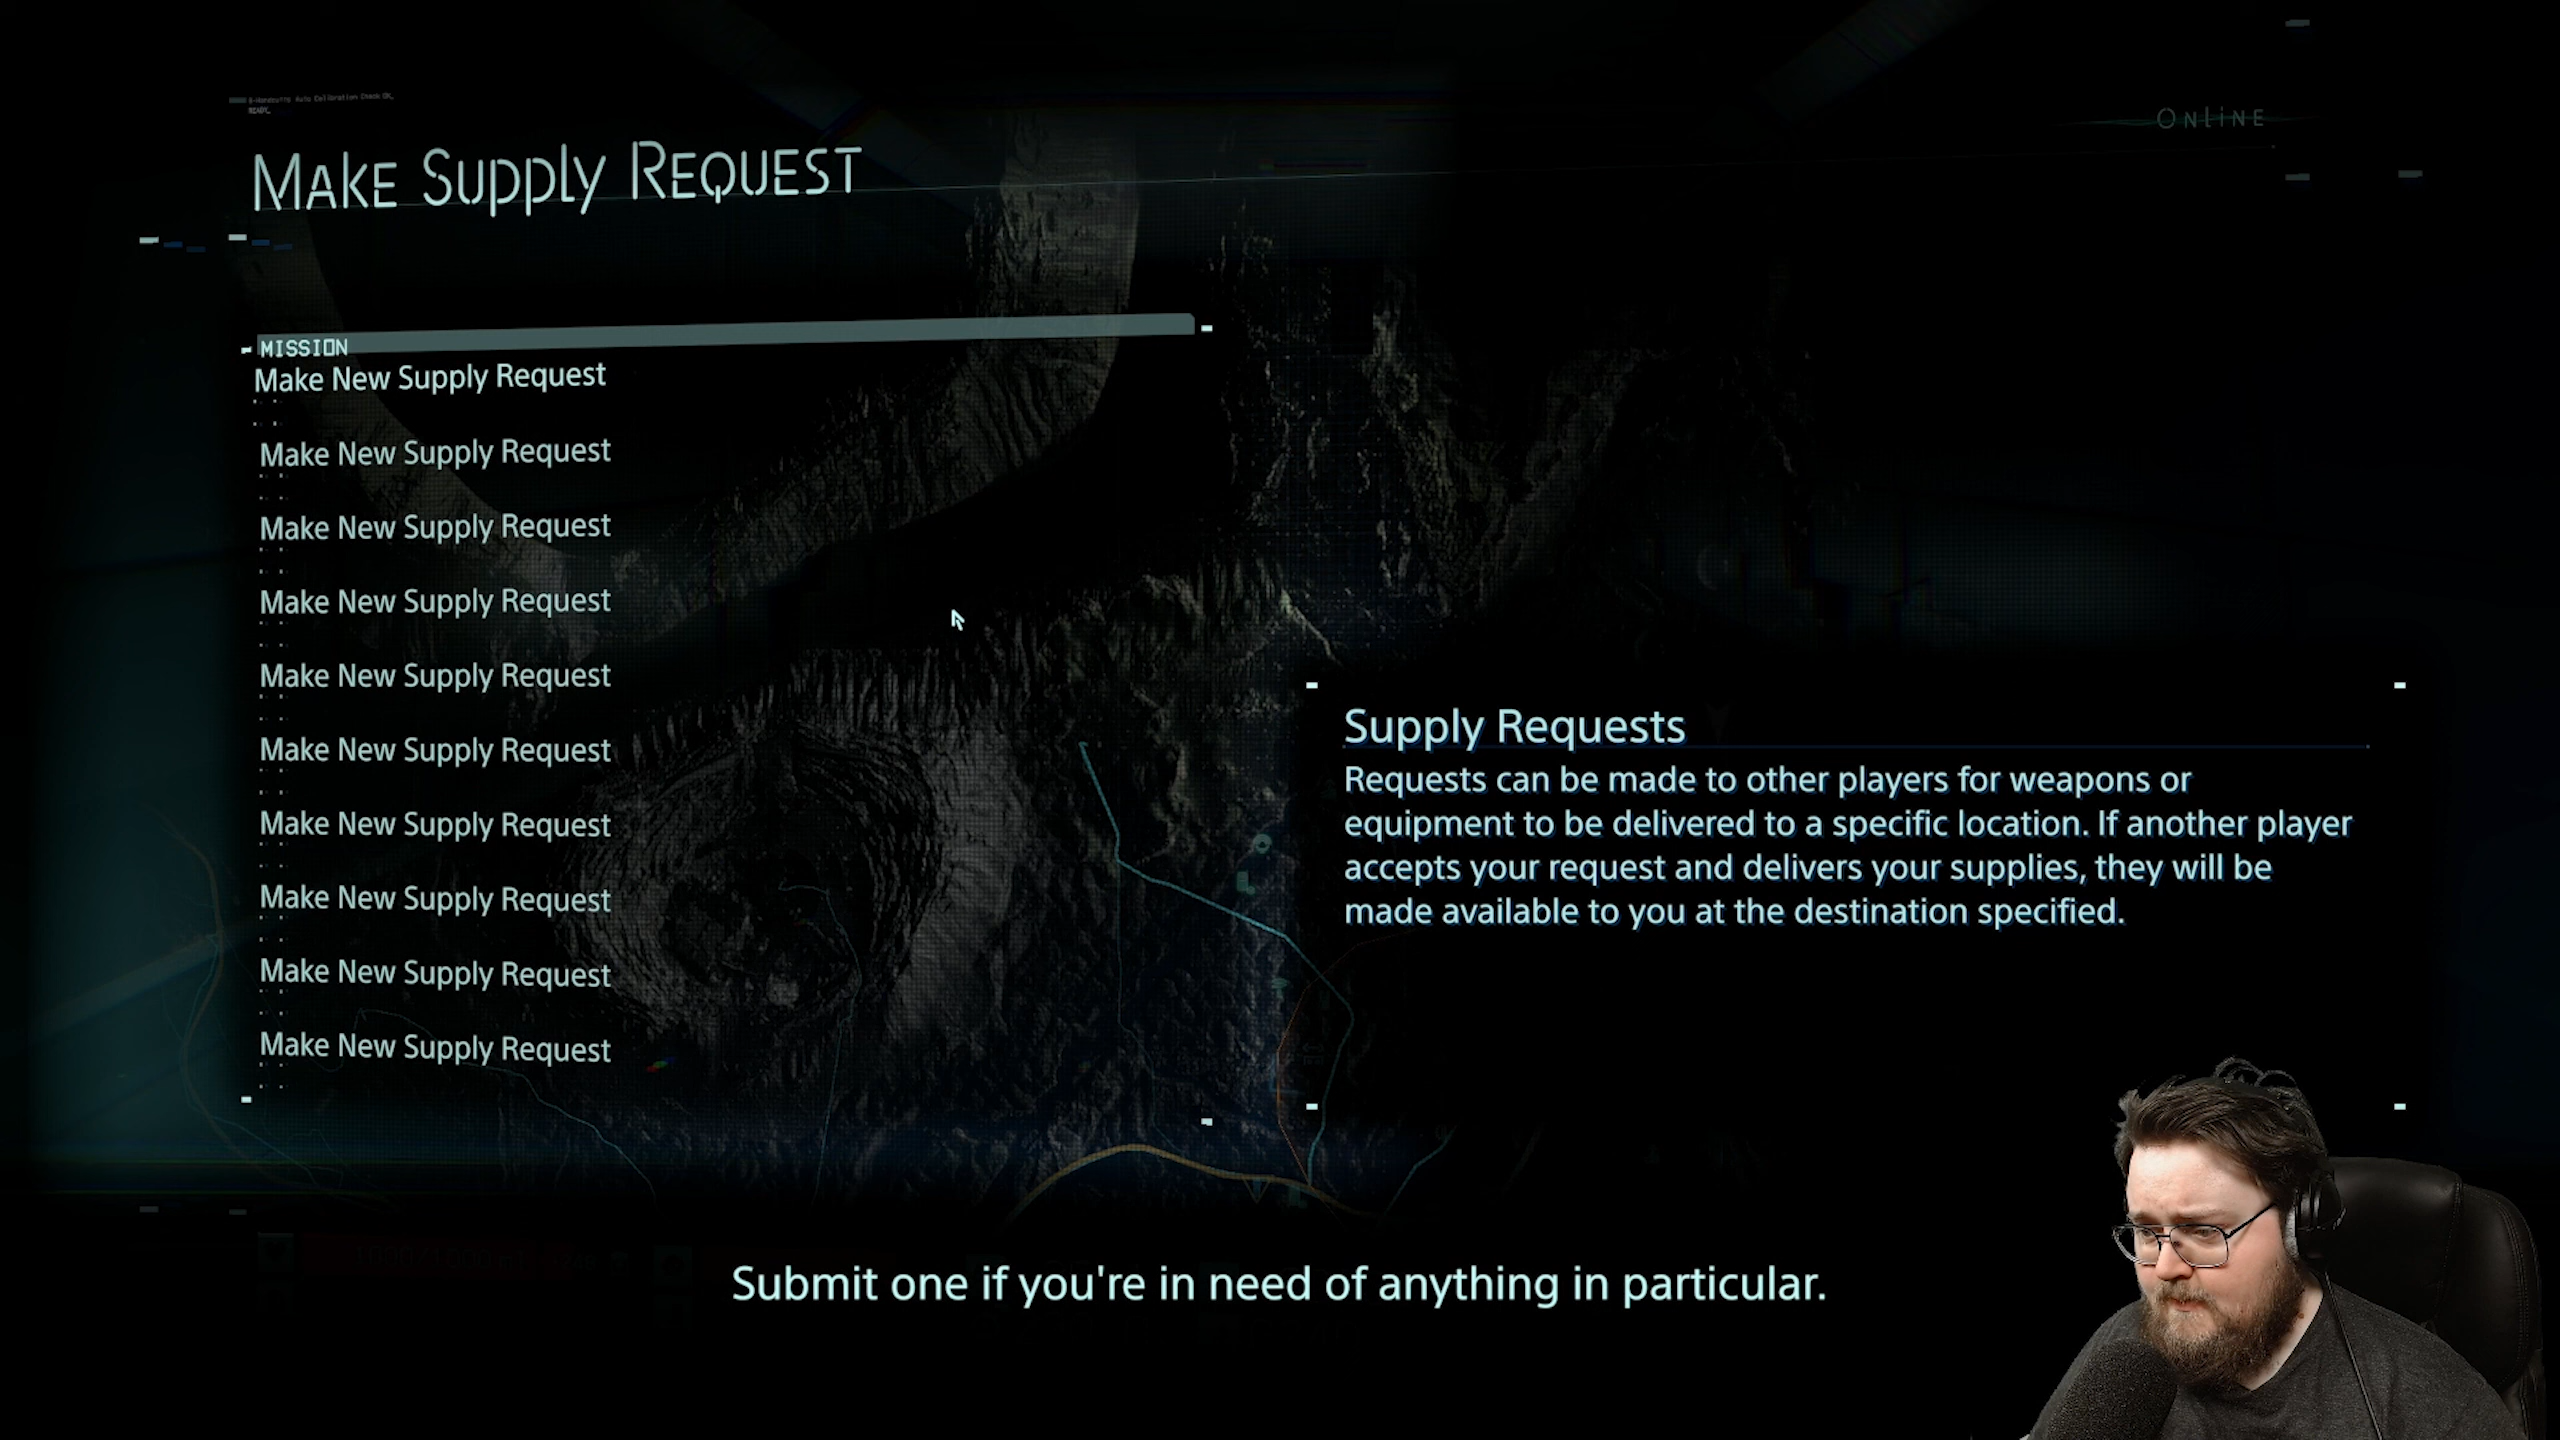 READY.
ONLINE
MAKE SUPPLY REQUEST
MISSION
Make New Supply Request
Make New Supply Request
Make New Supply Request
Make New Supply Request
Make New Supply Request
Make New Supply Request
Make New Supply Request
Make New Supply Request
Make New Supply Request
Make New Supply Request
Supply Requests
Requests can be made to other players for weapons or
equipment to be delivered to a specific location. If another player
accepts your request and delivers your supplies, they will be
made available to you at the destination specified.
Submit one if you're in need of anything in particular.